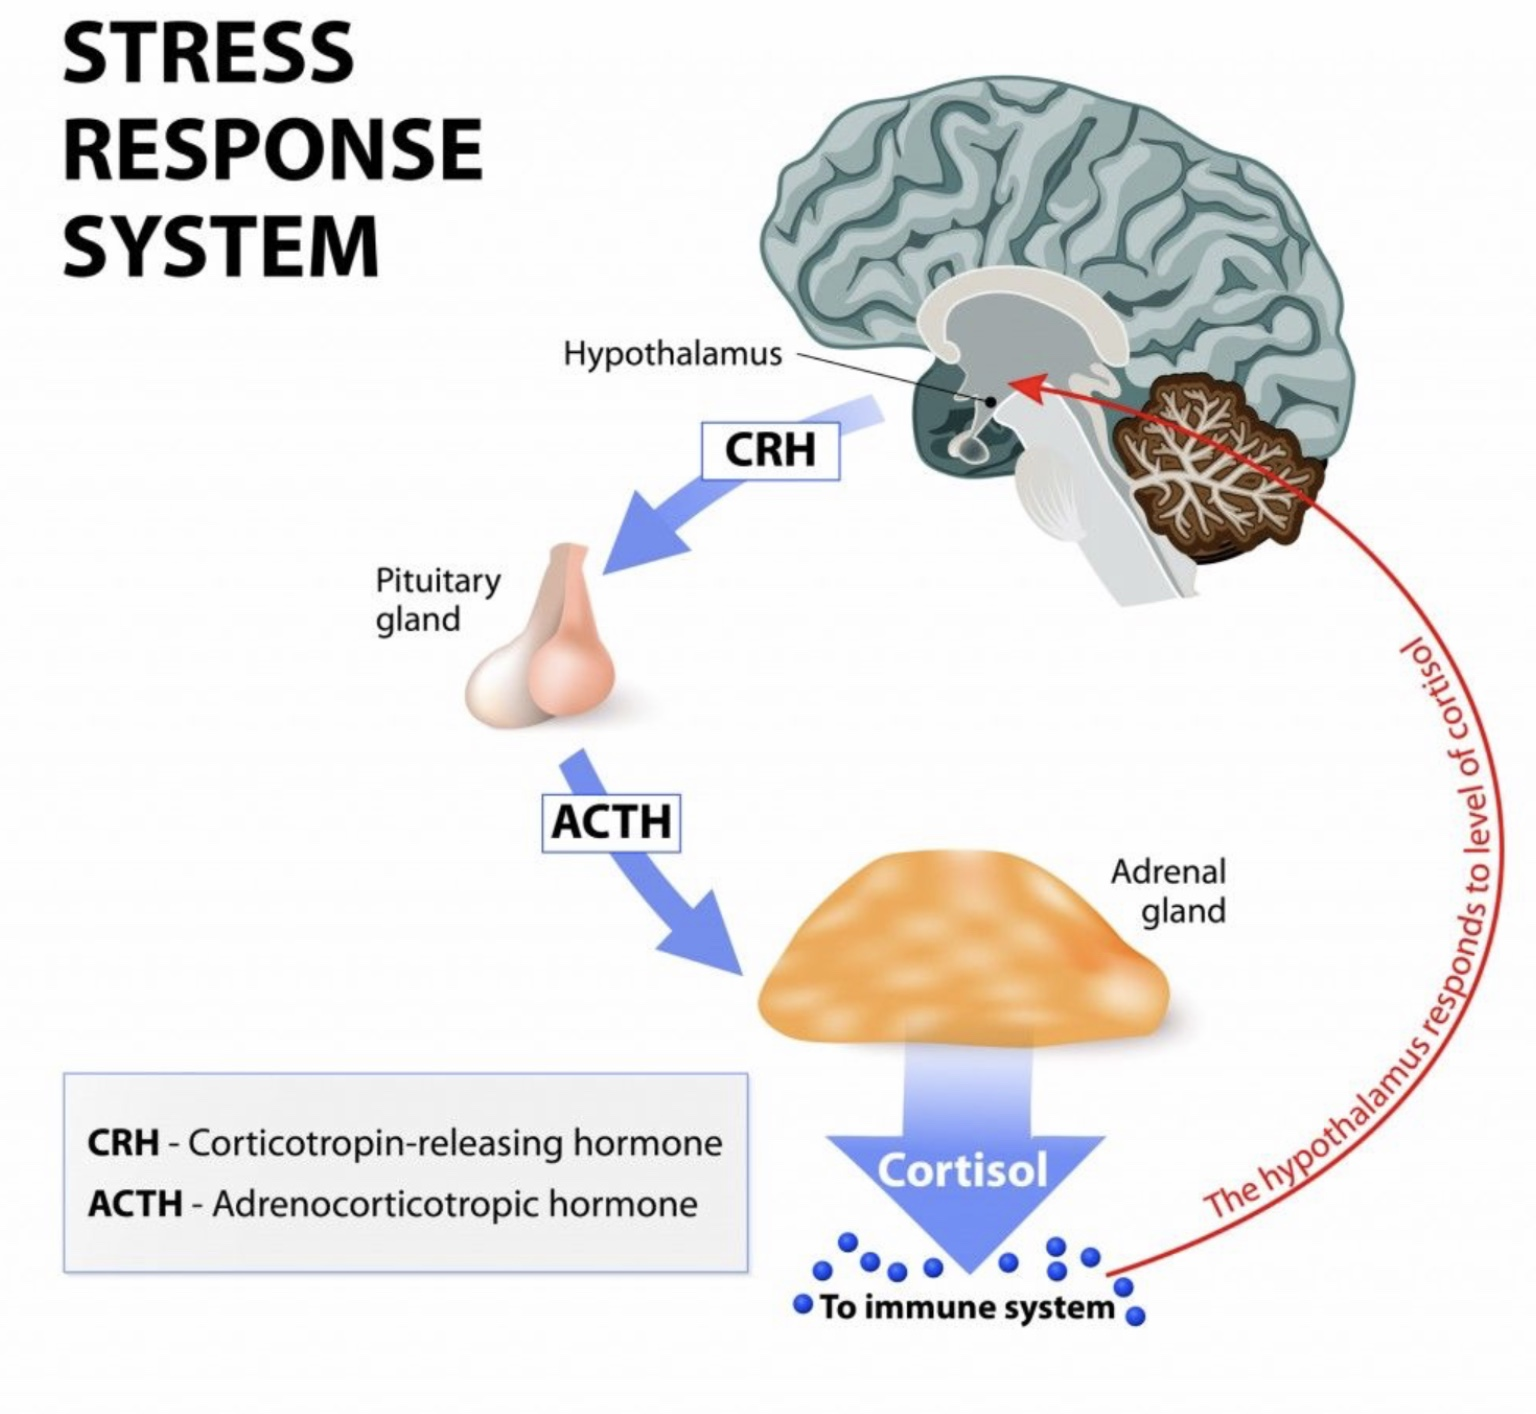 STRESS
RESPONSE
SYSTEM
Hypothalamus
CRH
Pituitary
gland
ACTH
Adrenal
gland
Cortisol
To immune system
The hypothalamus responds to level of cortisol
CRH - Corticotropin-releasing hormone
ACTH - Adrenocorticotropic hormone